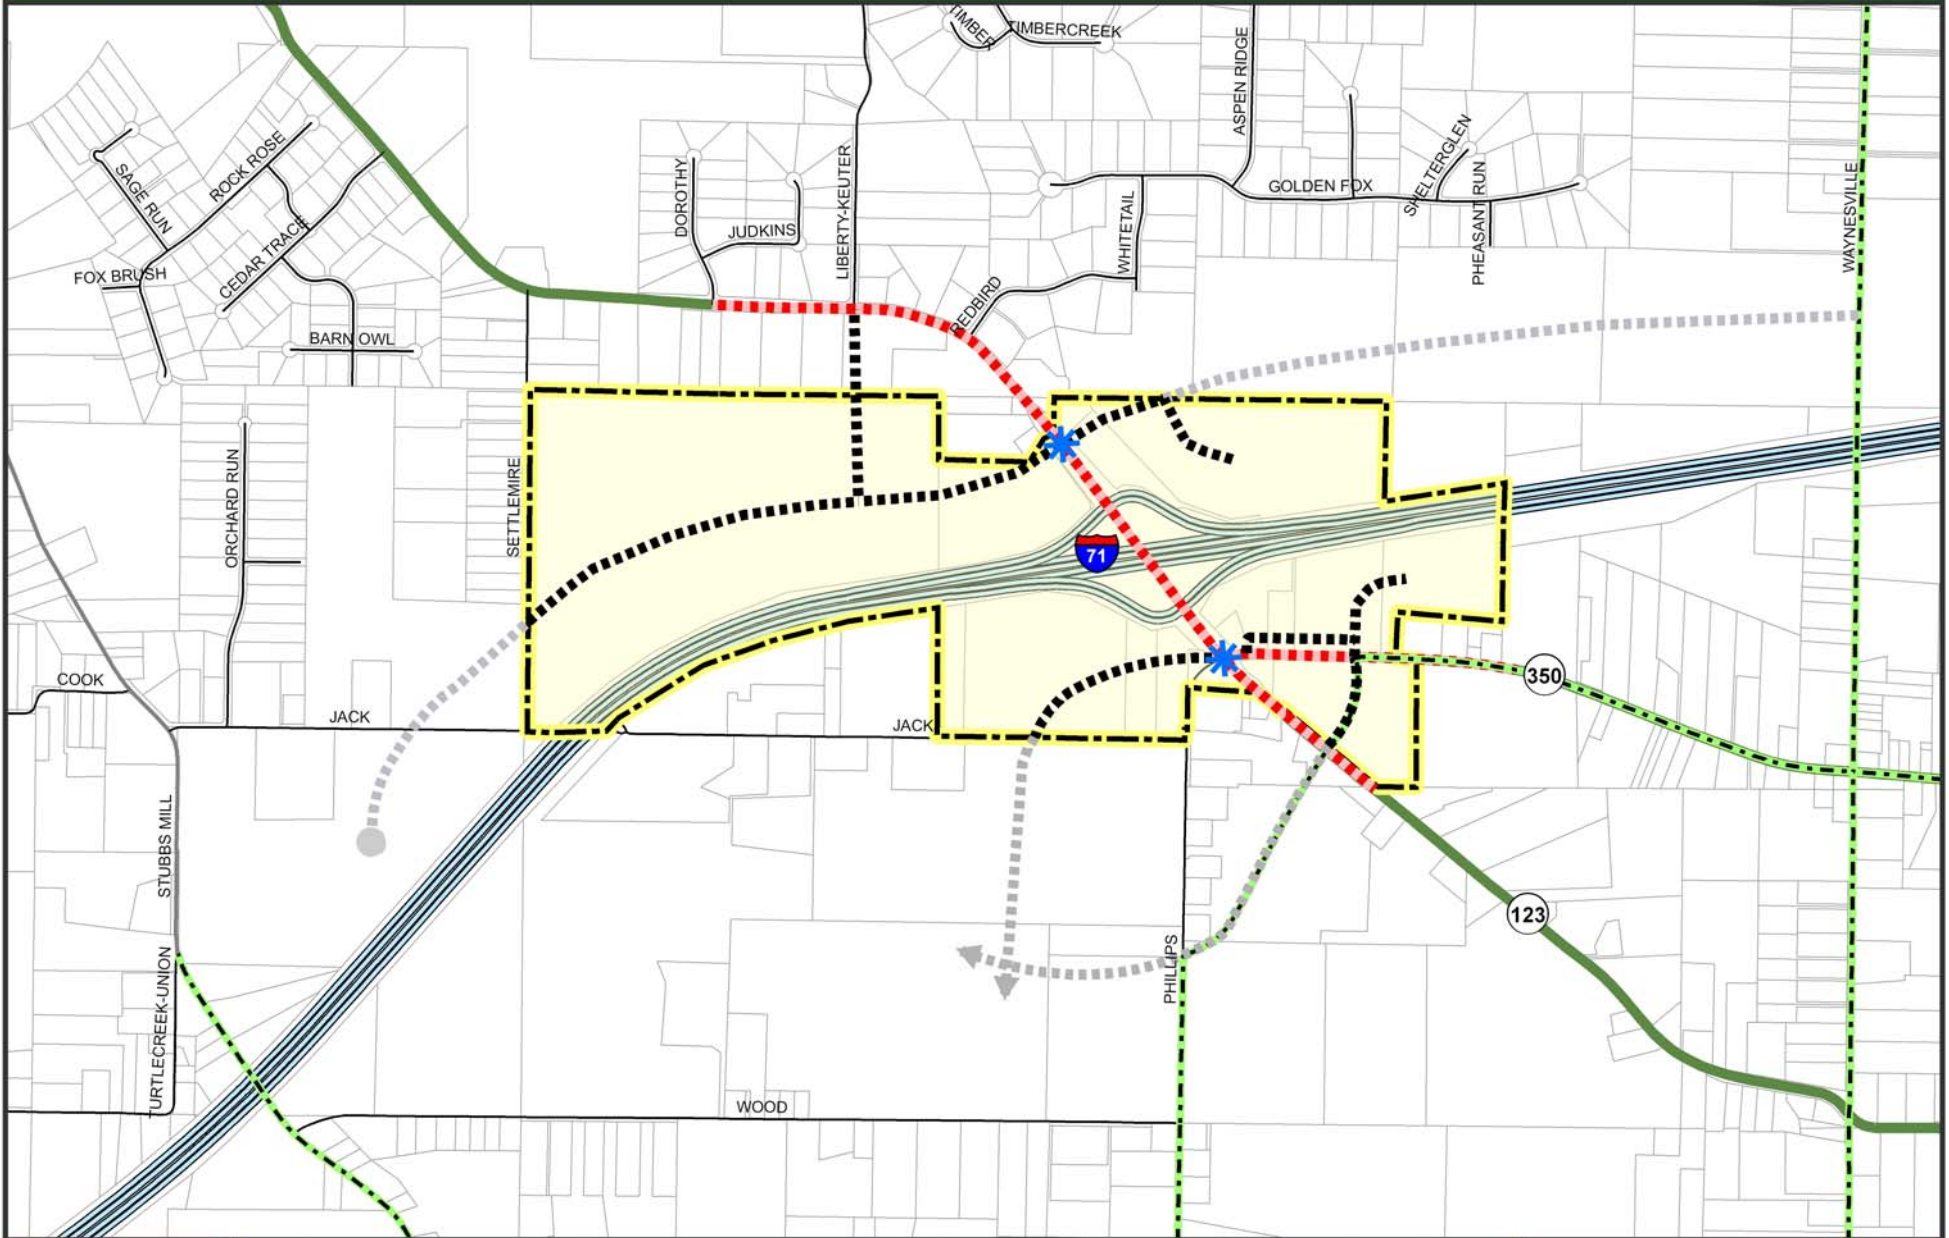 TIMBER
TIMBERCREEK
ASPEN RIDGE
ROCK ROSE
SAGE RUN
DOROTHY
LIBERTY-KEUTER
GOLDEN FOX
SHELTERGLEN
PHEASANT RUN
WAYNESVILLE
CEDAR TRACE
JUDKINS
WHITETAIL
FOX BRUSH
REDBIRD
BARN OWL
ORCHARD RUN
SETTLEMIRE
71
COOK
JACK
JACK
350
STUBBS MILL
123
PHILLIPS
TURTLECREEK-UNION
WOOD